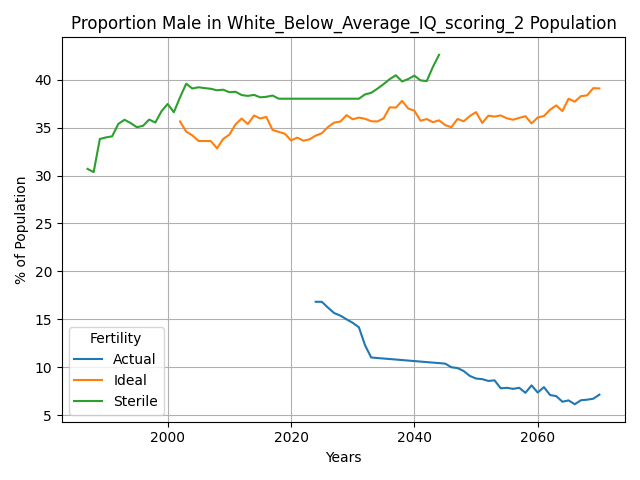 Proportion Male in White_Below_Average_IQ_scoring_2 Population
% of Population
40
35
30
25
20
15
10
5
Fertility
Actual
Ideal
Sterile
2000 2020 2040 2060
Years